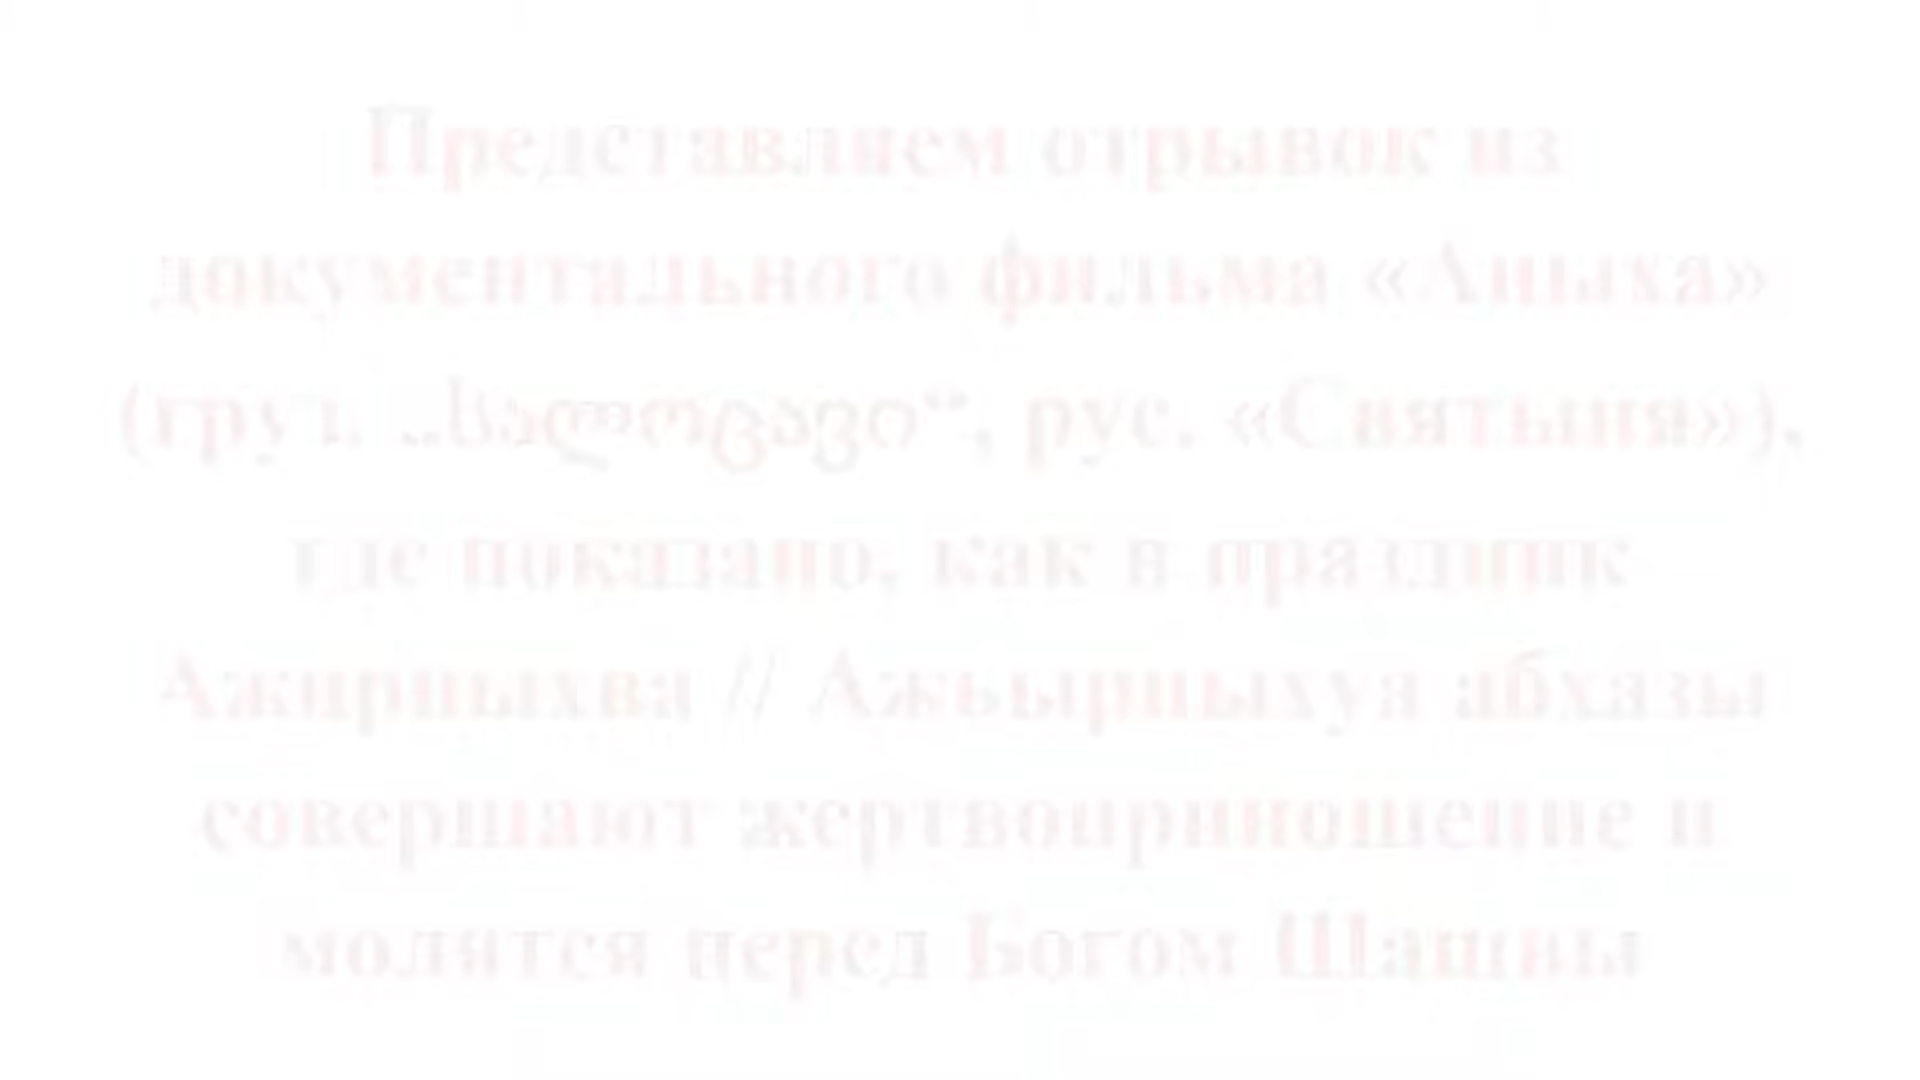 Представляем отрывок из
документального фильма «Аныха»
(груз. „სალოცავი“, рус. «Святыня»),
где показано, как в праздник
Ажирныхва // Ажьырныхуа абхазы
совершают жертвоприношение и
молятся перед Богом Шашвы